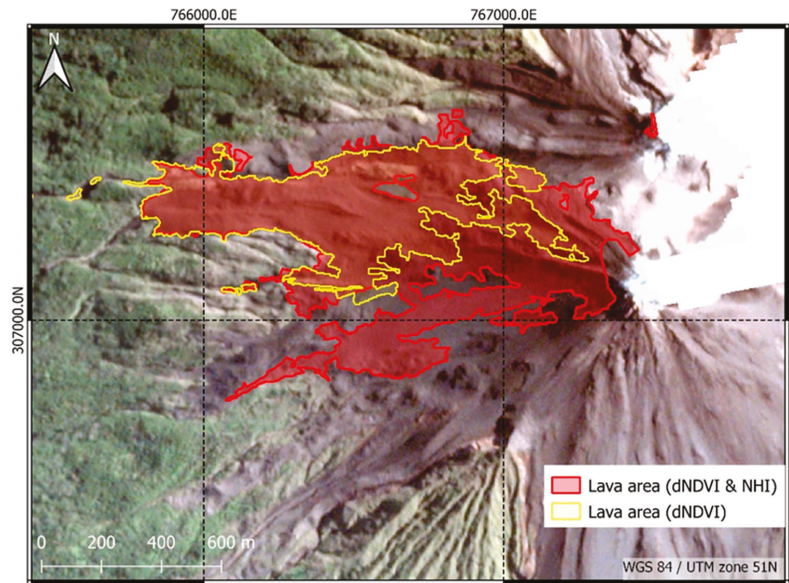 766000.0E 767000.0E
N
307000.0N
Lava area (dNDVI & NHI)
Lava area (dNDVI)
0 200 400 600 m
WGS 84 / UTM zone 51N